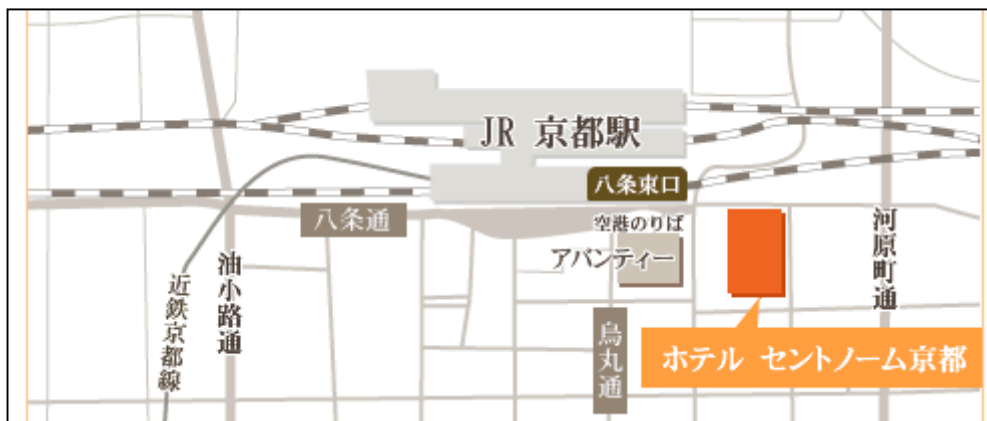 JR 京都駅
八条東口
八条通
空港のりば
アバンティー
近鉄京都線
油小路通
烏丸通
河原町通
ホテル セントノーム京都